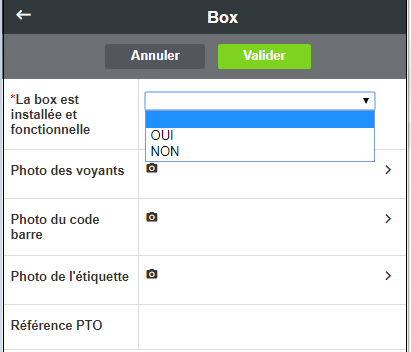 Box
Annuler Valider
*La box est
installée et
fonctionnelle
OUI
NON
Photo des voyants
Photo du code
barre
Photo de l'étiquette
Référence PTO